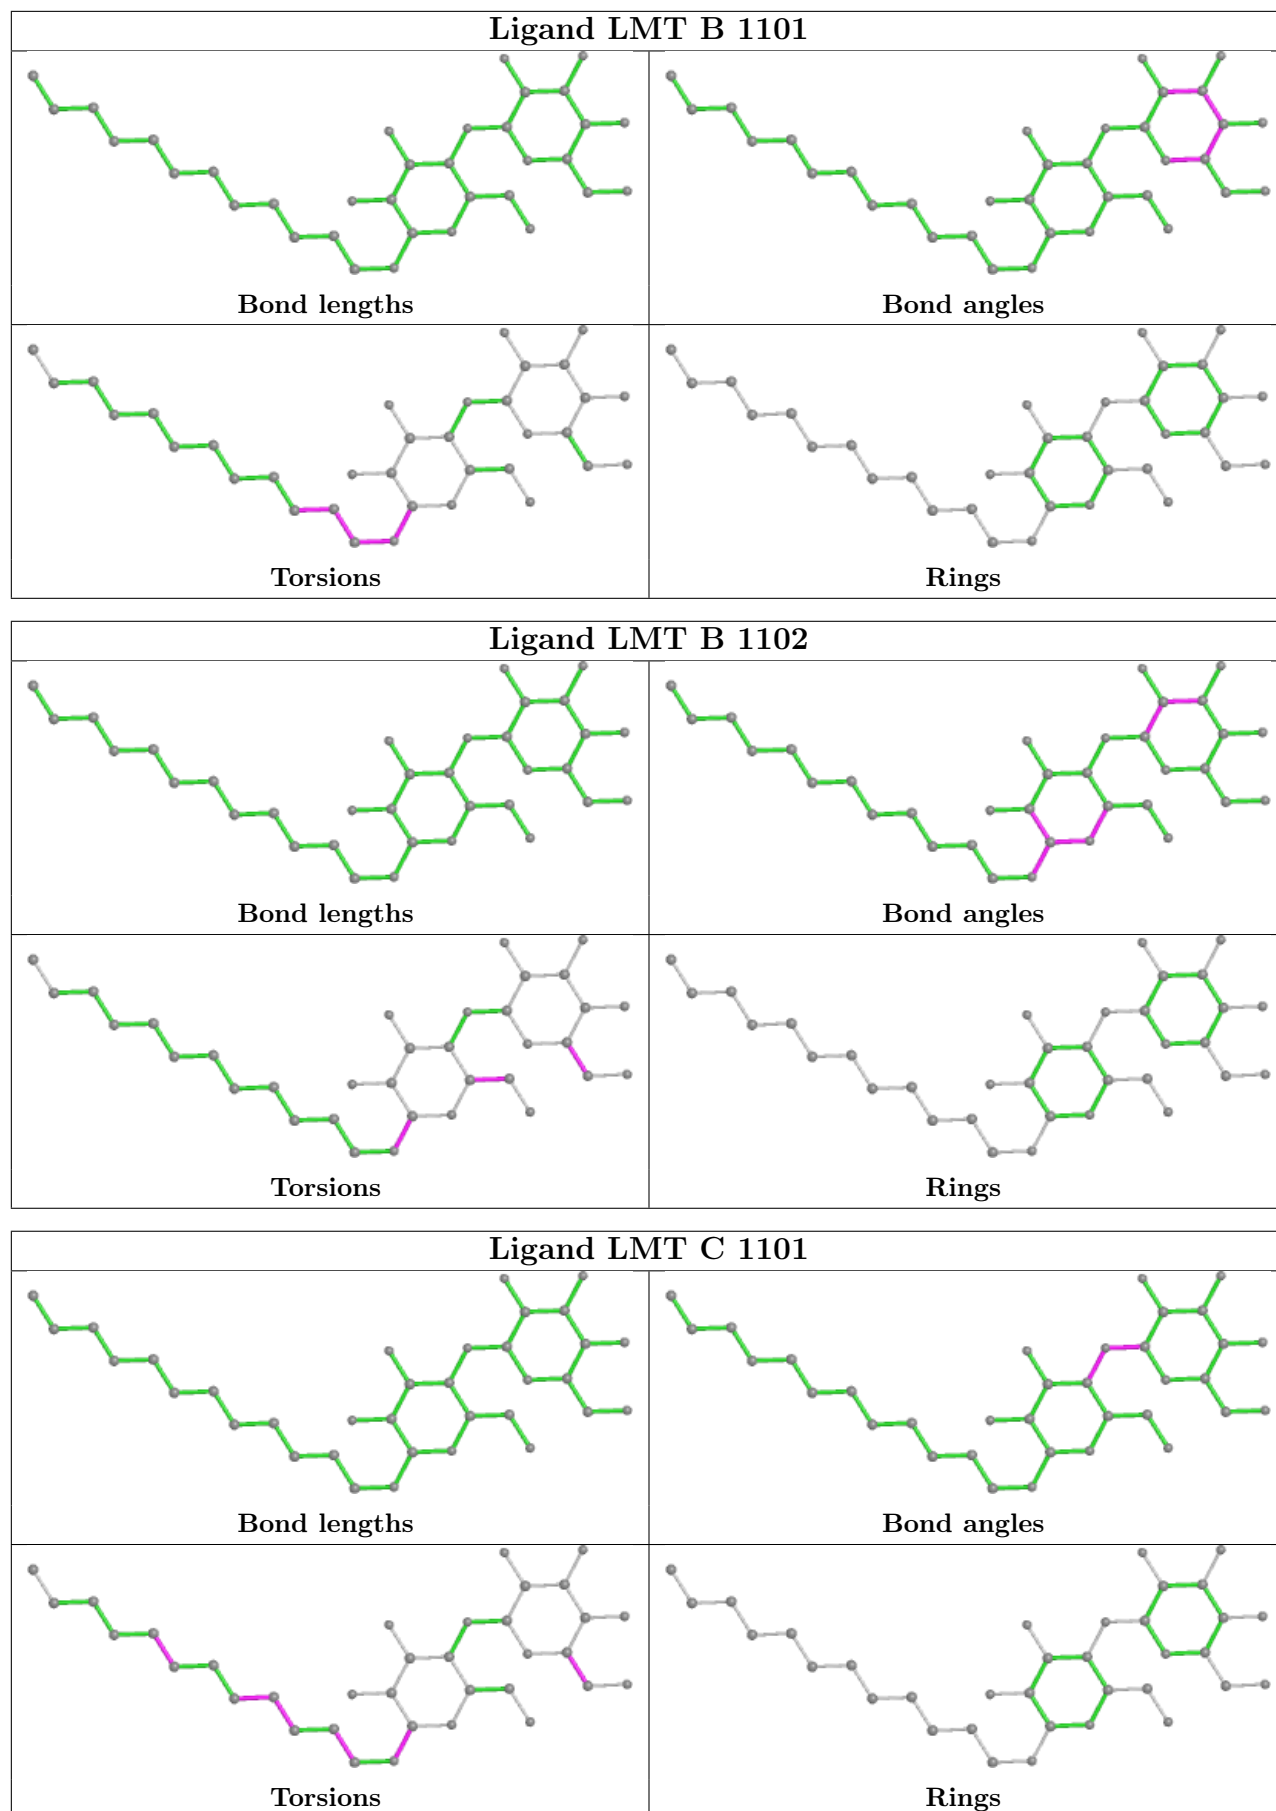 Ligand LMT B 1101
Bond lengths
Bond angles
Torsions
Rings
Ligand LMT B 1102
Bond lengths
Bond angles
Torsions
Rings
Ligand LMT C 1101
Bond lengths
Bond angles
Torsions
Rings